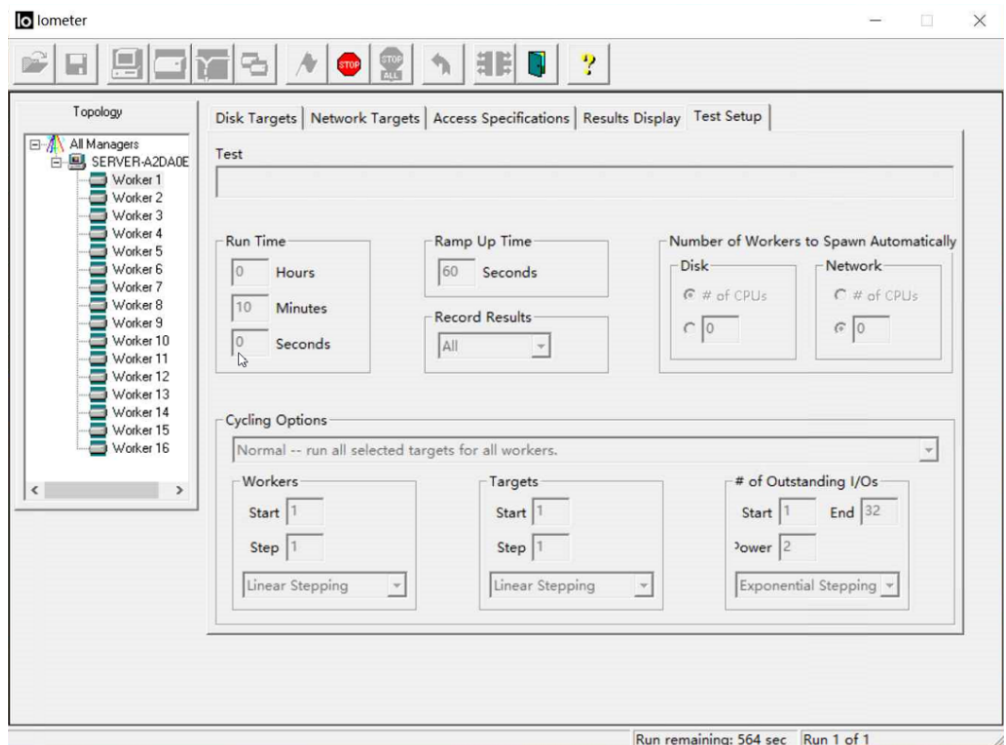 Iometer
STOP
STOP
ALL
?
Topology
All Managers
SERVER-A2DA0E
Worker 1
Worker 2
Worker 3
Worker 4
Worker 5
Worker 6
Worker 7
Worker 8
Worker 9
Worker 10
Worker 11
Worker 12
Worker 13
Worker 14
Worker 15
Worker 16
Disk Targets Network Targets Access Specifications Results Display Test Setup
Test
Run Time
0 Hours
10 Minutes
0 Seconds
Ramp Up Time
60 Seconds
Record Results
All
Number of Workers to Spawn Automatically
Disk
# of CPUs
0
Network
# of CPUs
0
Cycling Options
Normal -- run all selected targets for all workers.
Workers
Start 1
Step 1
Linear Stepping
Targets
Start 1
Step 1
Linear Stepping
# of Outstanding I/Os
Start 1 End 32
Power 2
Exponential Stepping
Run remaining: 564 sec Run 1 of 1